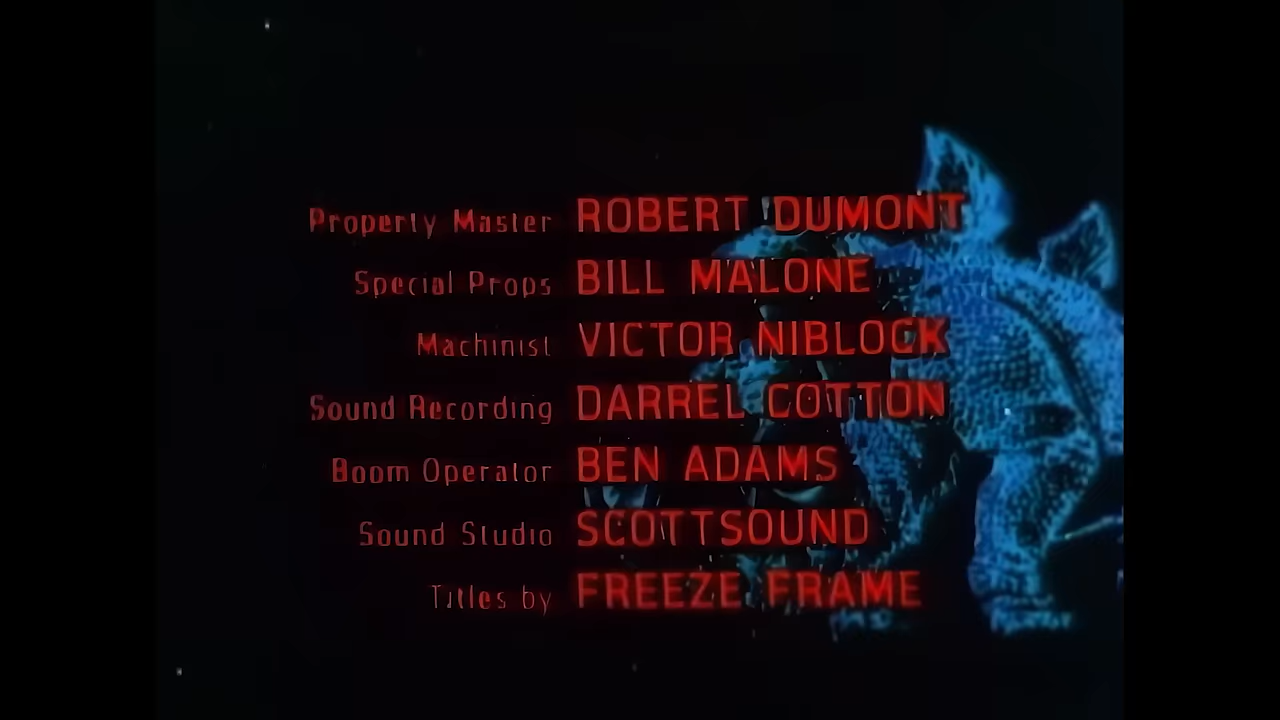 Property Master ROBERT DUMONT
Special Props BILL MALONE
Machinist VICTOR NIBLOCK
Sound Recording DARREL COTTON
Boom Operator BEN ADAMS
Sound Studio SCOTTSOUND
Titles by FREEZE FRAME